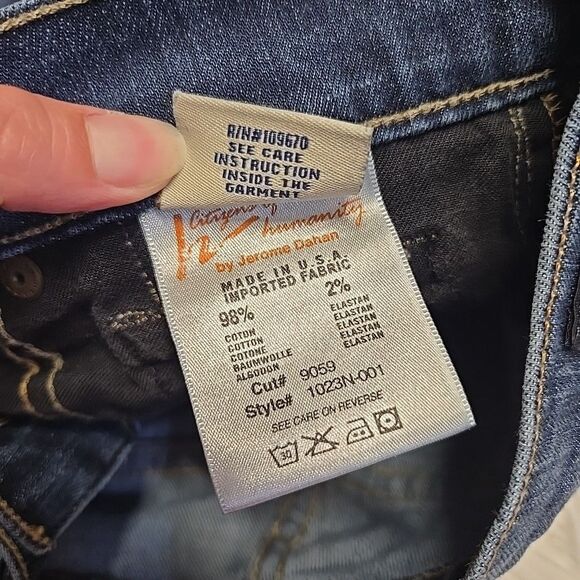 R/N#109670
SEE CARE
INSTRUCTION
INSIDE THE
GARMENT
Citizens of
humanity
by Jerome Dahan
MADE IN U.S.A.
IMPORTED FABRIC
98% 2%
COTON ELASTAN
COTTON ELASTAN
COTONE ELASTAN
BAUMWOLLE ELASTAN
ALGODON ELASTAN
Cut# 9059
Style# 1023N-001
SEE CARE ON REVERSE
30